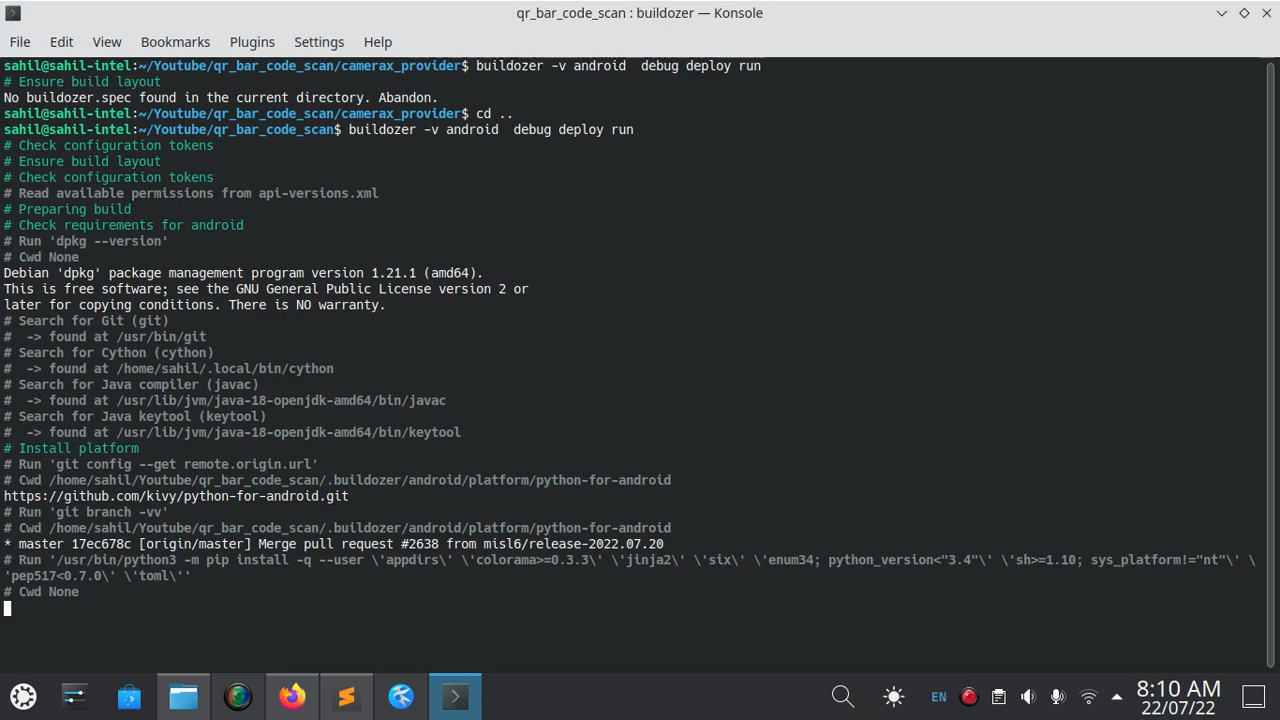 qr_bar_code_scan : buildozer — Konsole
File Edit View Bookmarks Plugins Settings Help
sahil@sahil-intel:~/Youtube/qr_bar_code_scan/camerax_provider$ buildozer -v android  debug deploy run
# Ensure build layout
No buildozer.spec found in the current directory. Abandon.
sahil@sahil-intel:~/Youtube/qr_bar_code_scan/camerax_provider$ cd ..
sahil@sahil-intel:~/Youtube/qr_bar_code_scan$ buildozer -v android  debug deploy run
# Check configuration tokens
# Ensure build layout
# Check configuration tokens
# Read available permissions from api-versions.xml
# Preparing build
# Check requirements for android
# Run 'dpkg --version'
# Cwd None
Debian 'dpkg' package management program version 1.21.1 (amd64).
This is free software; see the GNU General Public License version 2 or
later for copying conditions. There is NO warranty.
# Search for Git (git)
#  -> found at /usr/bin/git
# Search for Cython (cython)
#  -> found at /home/sahil/.local/bin/cython
# Search for Java compiler (javac)
#  -> found at /usr/lib/jvm/java-18-openjdk-amd64/bin/javac
# Search for Java keytool (keytool)
#  -> found at /usr/lib/jvm/java-18-openjdk-amd64/bin/keytool
# Install platform
# Run 'git config --get remote.origin.url'
# Cwd /home/sahil/Youtube/qr_bar_code_scan/.buildozer/android/platform/python-for-android
https://github.com/kivy/python-for-android.git
# Run 'git branch -vv'
# Cwd /home/sahil/Youtube/qr_bar_code_scan/.buildozer/android/platform/python-for-android
* master 17ec678c [origin/master] Merge pull request #2638 from misl6/release-2022.07.20
# Run '/usr/bin/python3 -m pip install -q --user \'appdirs\' \'colorama>=0.3.3\' \'jinja2\' \'six\' \'enum34; python_version<"3.4"\' \'sh>=1.10; sys_platform!="nt"\' \
'pep517<0.7.0\' \'toml\''
# Cwd None
EN
8:10 AM
22/07/22